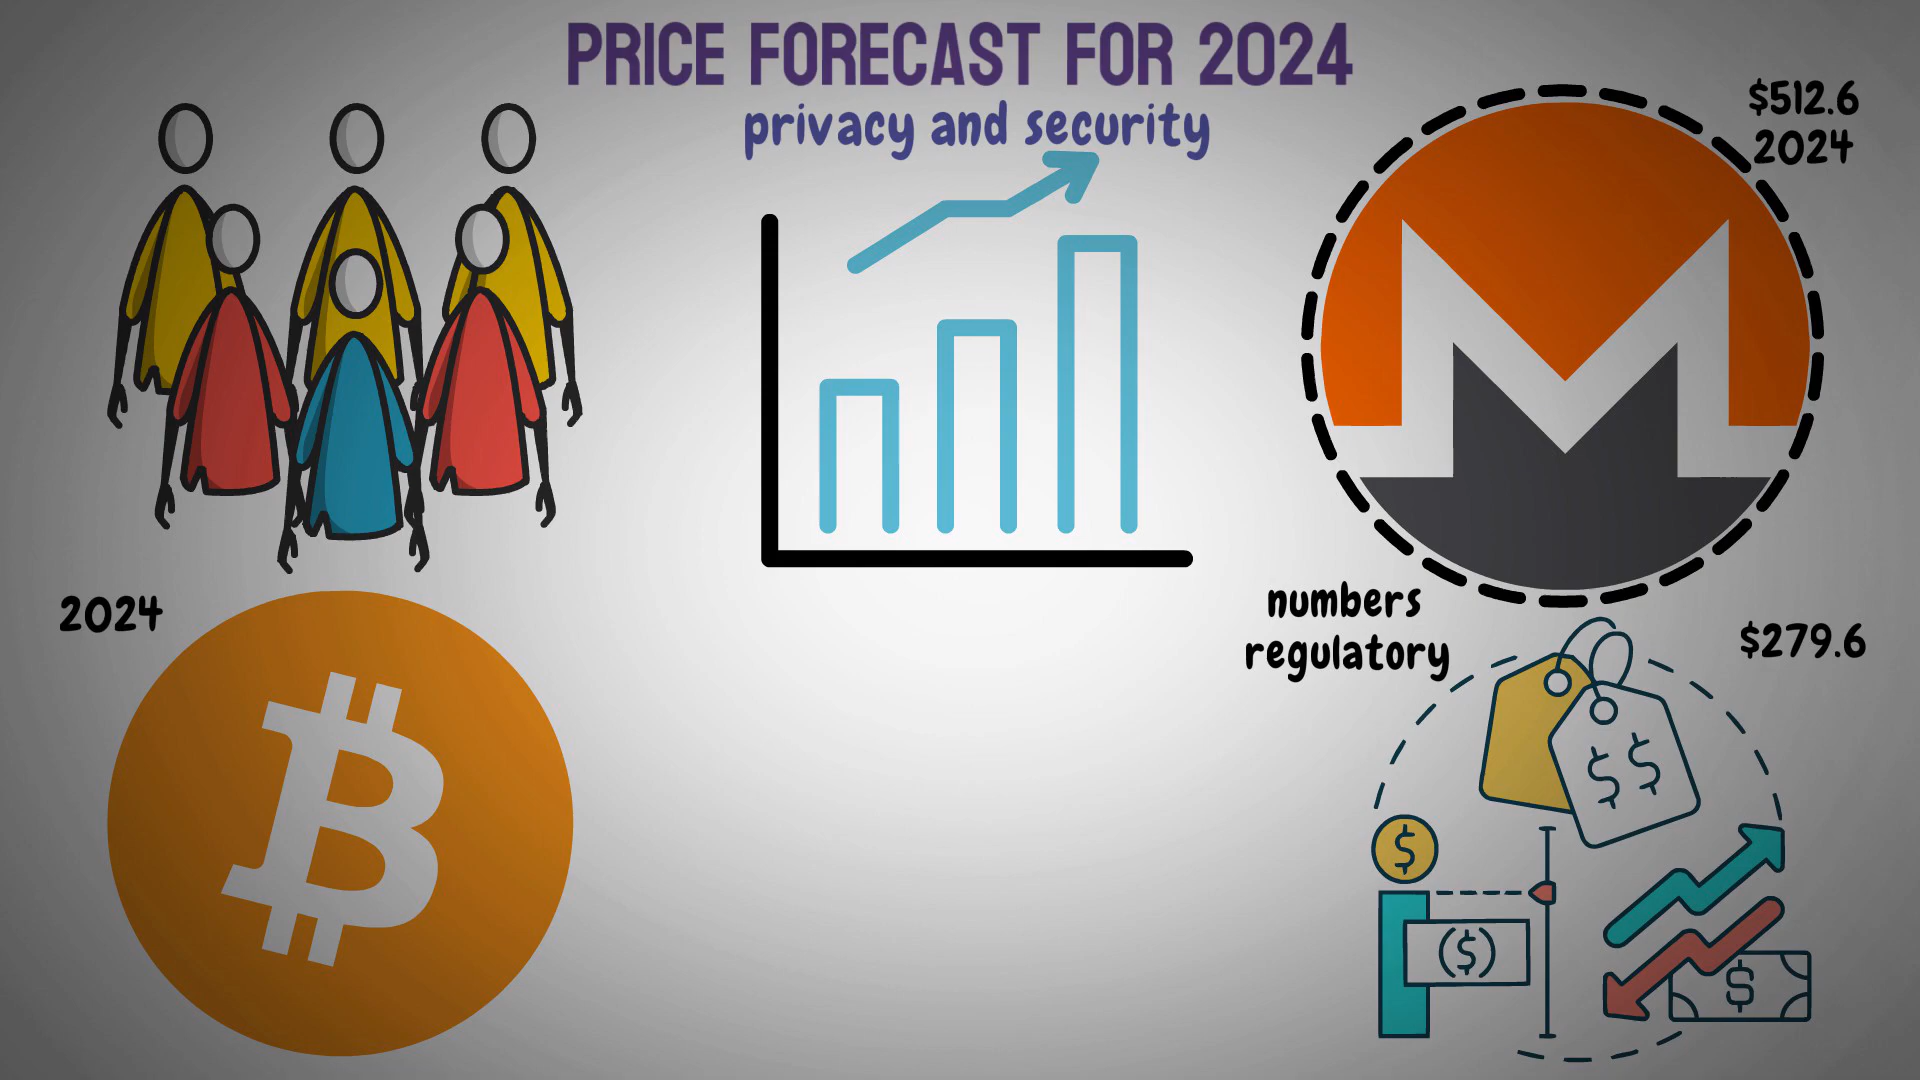 PRICE FORECAST FOR 2024
privacy and security
$512.6
2024
2024
numbers
regulatory
$279.6
$ $
$
($)
$